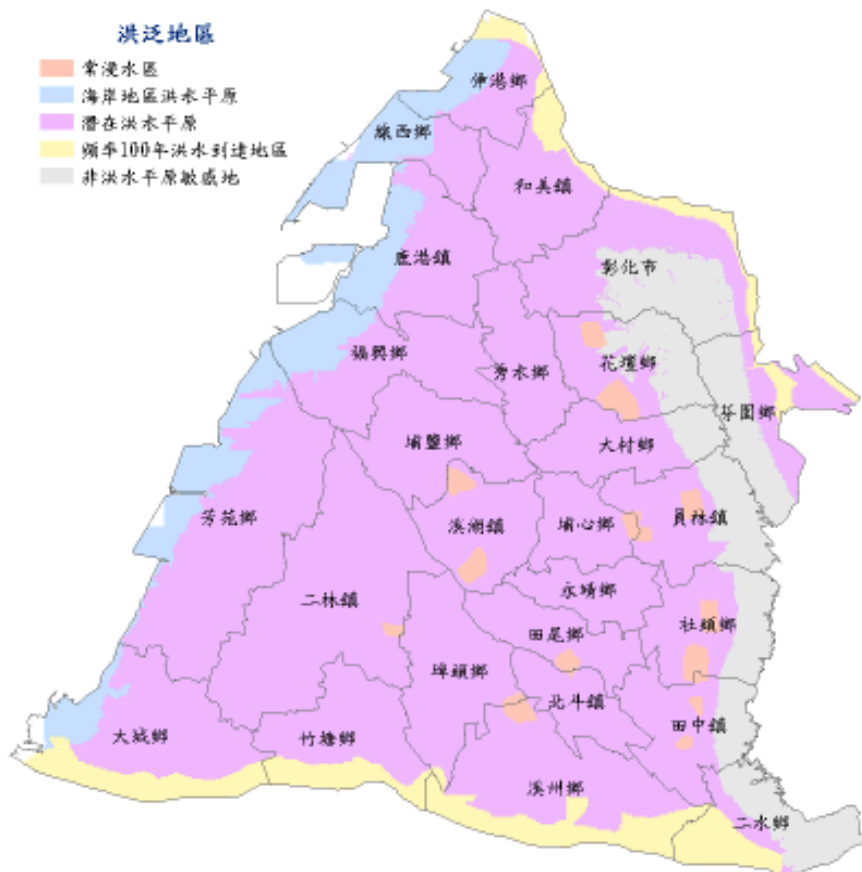 洪泛地區
常浸水區
海岸地區洪水平原
潛在洪水平原
頻率100年洪水到達地區
非洪水平原敏感地
伸港鄉
線西鄉
和美鎮
鹿港鎮
彰化市
福興鄉
秀水鄉
花壇鄉
芬園鄉
埔鹽鄉
大村鄉
芳苑鄉
溪湖鎮
埔心鄉
員林鎮
二林鎮
永靖鄉
田尾鄉
社頭鄉
埤頭鄉
北斗鎮
田中鎮
大城鄉
竹塘鄉
溪州鄉
二水鄉